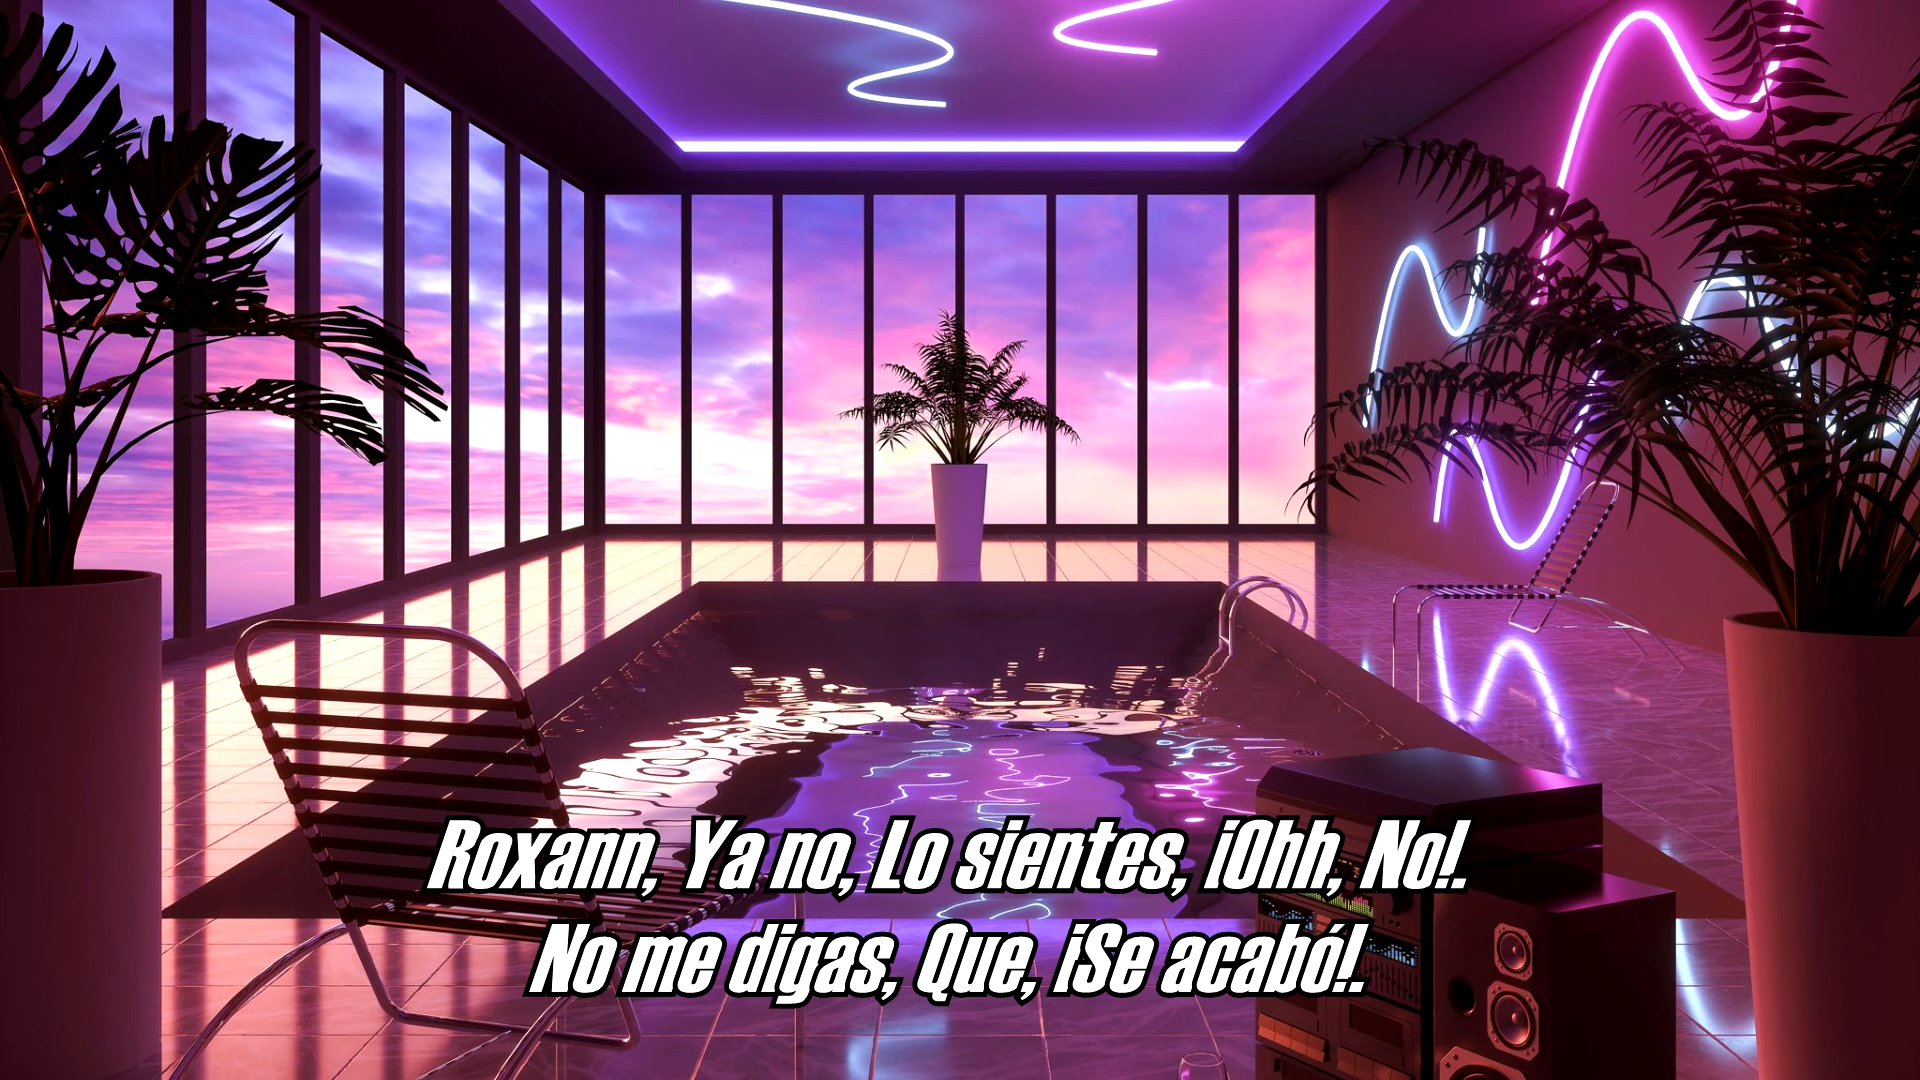 Roxann, Ya no, Lo sientes, ¡Ohh, No!.
No me digas, Que, ¡Se acabó!.